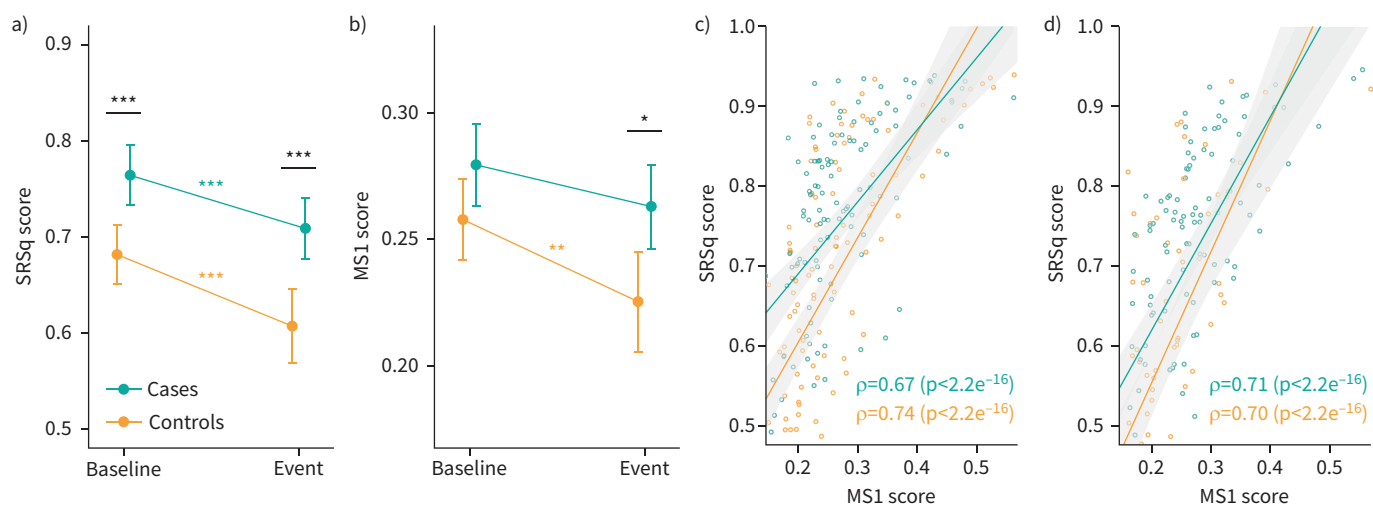 a)
SRSq score
0.9
0.8
0.7
0.6
0.5
***
***
***
***
Cases
Controls
Baseline
Event
b)
MS1 score
0.30
0.25
0.20
*
**
Baseline
Event
c)
SRSq score
1.0
0.9
0.8
0.7
0.6
0.5
ρ=0.67 (p<2.2e⁻¹⁶)
ρ=0.74 (p<2.2e⁻¹⁶)
0.2 0.3 0.4 0.5
MS1 score
d)
SRSq score
1.0
0.9
0.8
0.7
0.6
0.5
ρ=0.71 (p<2.2e⁻¹⁶)
ρ=0.70 (p<2.2e⁻¹⁶)
0.2 0.3 0.4 0.5
MS1 score